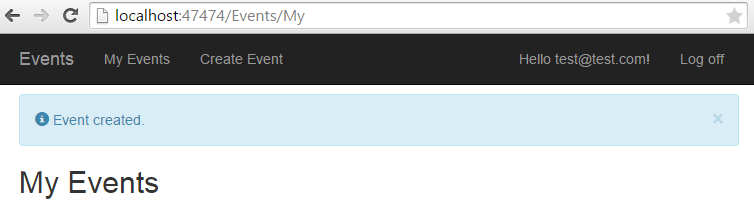 localhost:47474/Events/My
Events My Events Create Event Hello test@test.com! Log off
Event created. ×
My Events